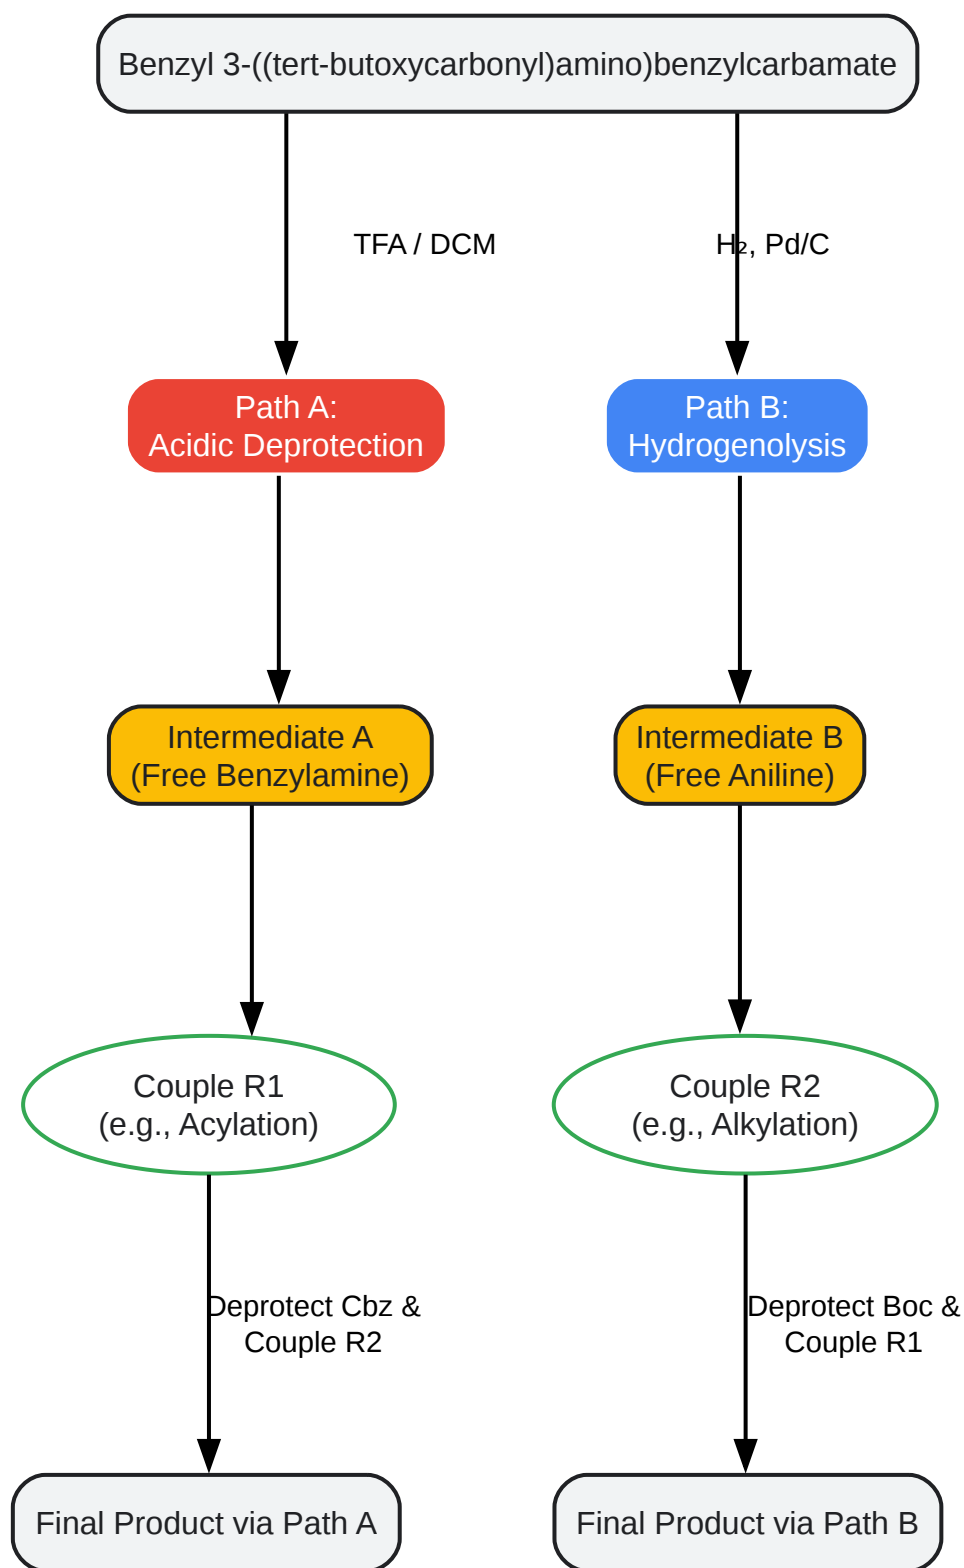 Benzyl 3-((tert-butoxycarbonyl)amino)benzylcarbamate
TFA / DCM
H₂, Pd/C
Path A:
Acidic Deprotection
Path B:
Hydrogenolysis
Intermediate A
(Free Benzylamine)
Intermediate B
(Free Aniline)
Couple R1
(e.g., Acylation)
Couple R2
(e.g., Alkylation)
Deprotect Cbz &
Couple R2
Deprotect Boc &
Couple R1
Final Product via Path A
Final Product via Path B